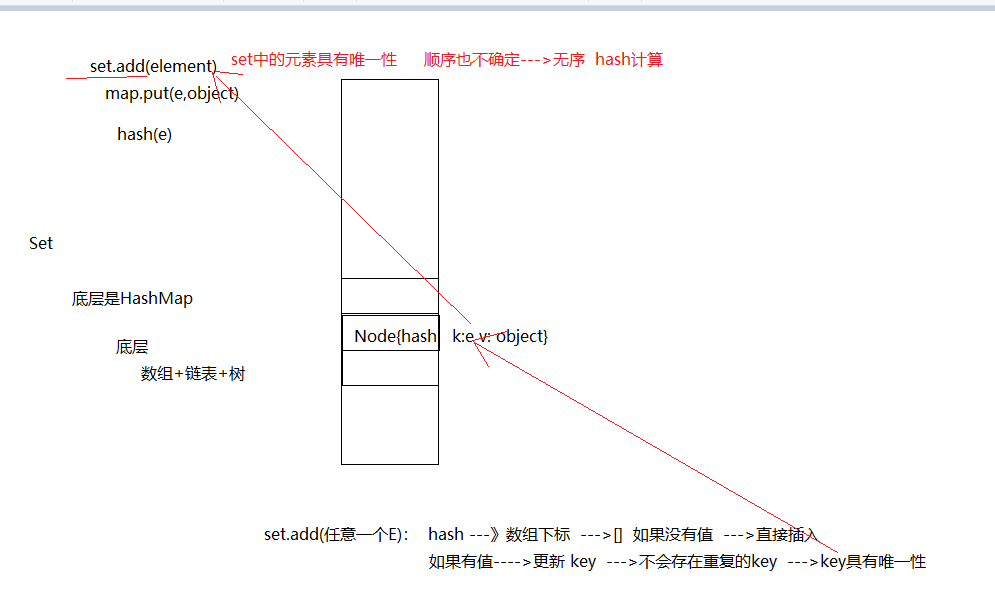 set.add(element) set中的元素具有唯一性 顺序也不确定--->无序 hash计算
map.put(e,object)
hash(e)
Set
底层是HashMap
Node{hash k:e v: object}
底层
数组+链表+树
set.add(任意一个E)： hash ---》数组下标 --->[] 如果没有值 --->直接插入
如果有值---->更新 key --->不会存在重复的key --->key具有唯一性